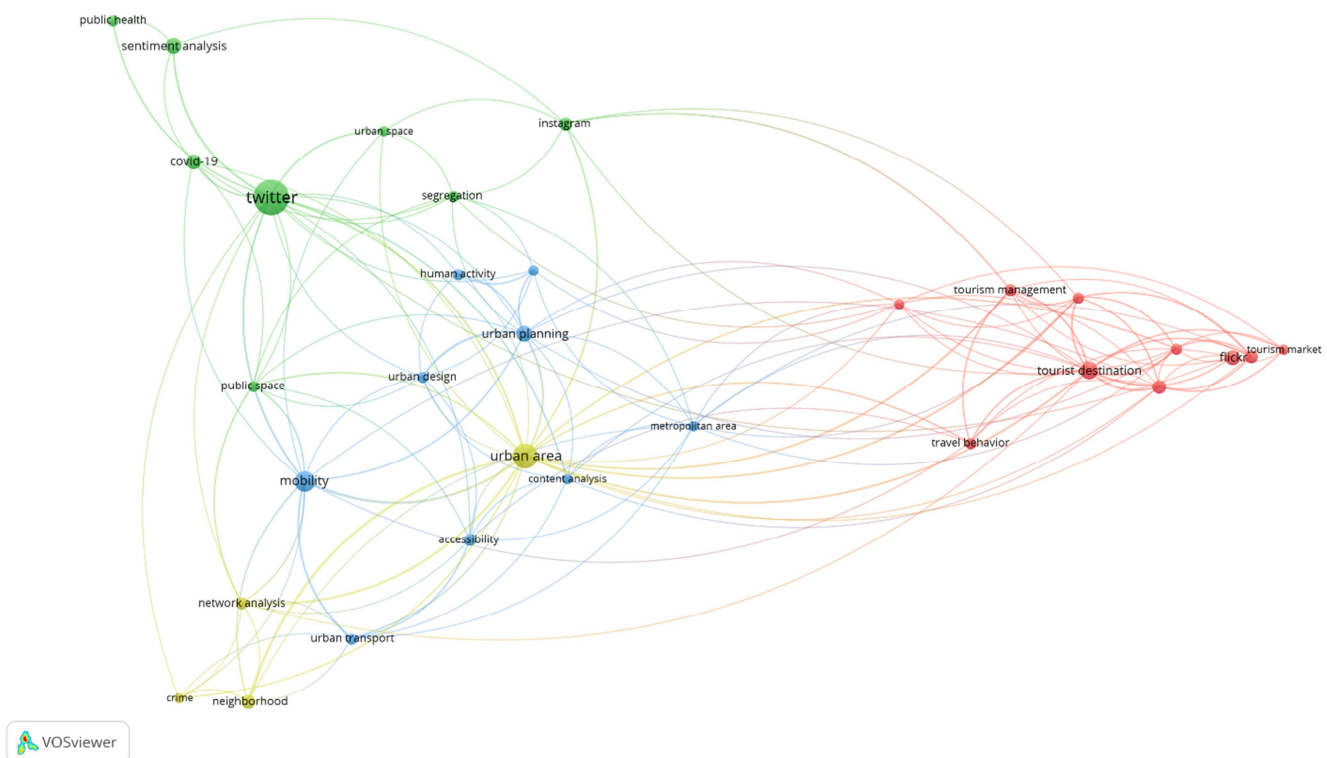 public health
sentiment analysis
instagram
urban space
covid-19
twitter
segregation
human activity
tourism management
urban planning
flickr
tourism market
tourist destination
urban design
public space
metropolitan area
travel behavior
urban area
content analysis
mobility
accessibility
network analysis
urban transport
crime
neighborhood
VOSviewer